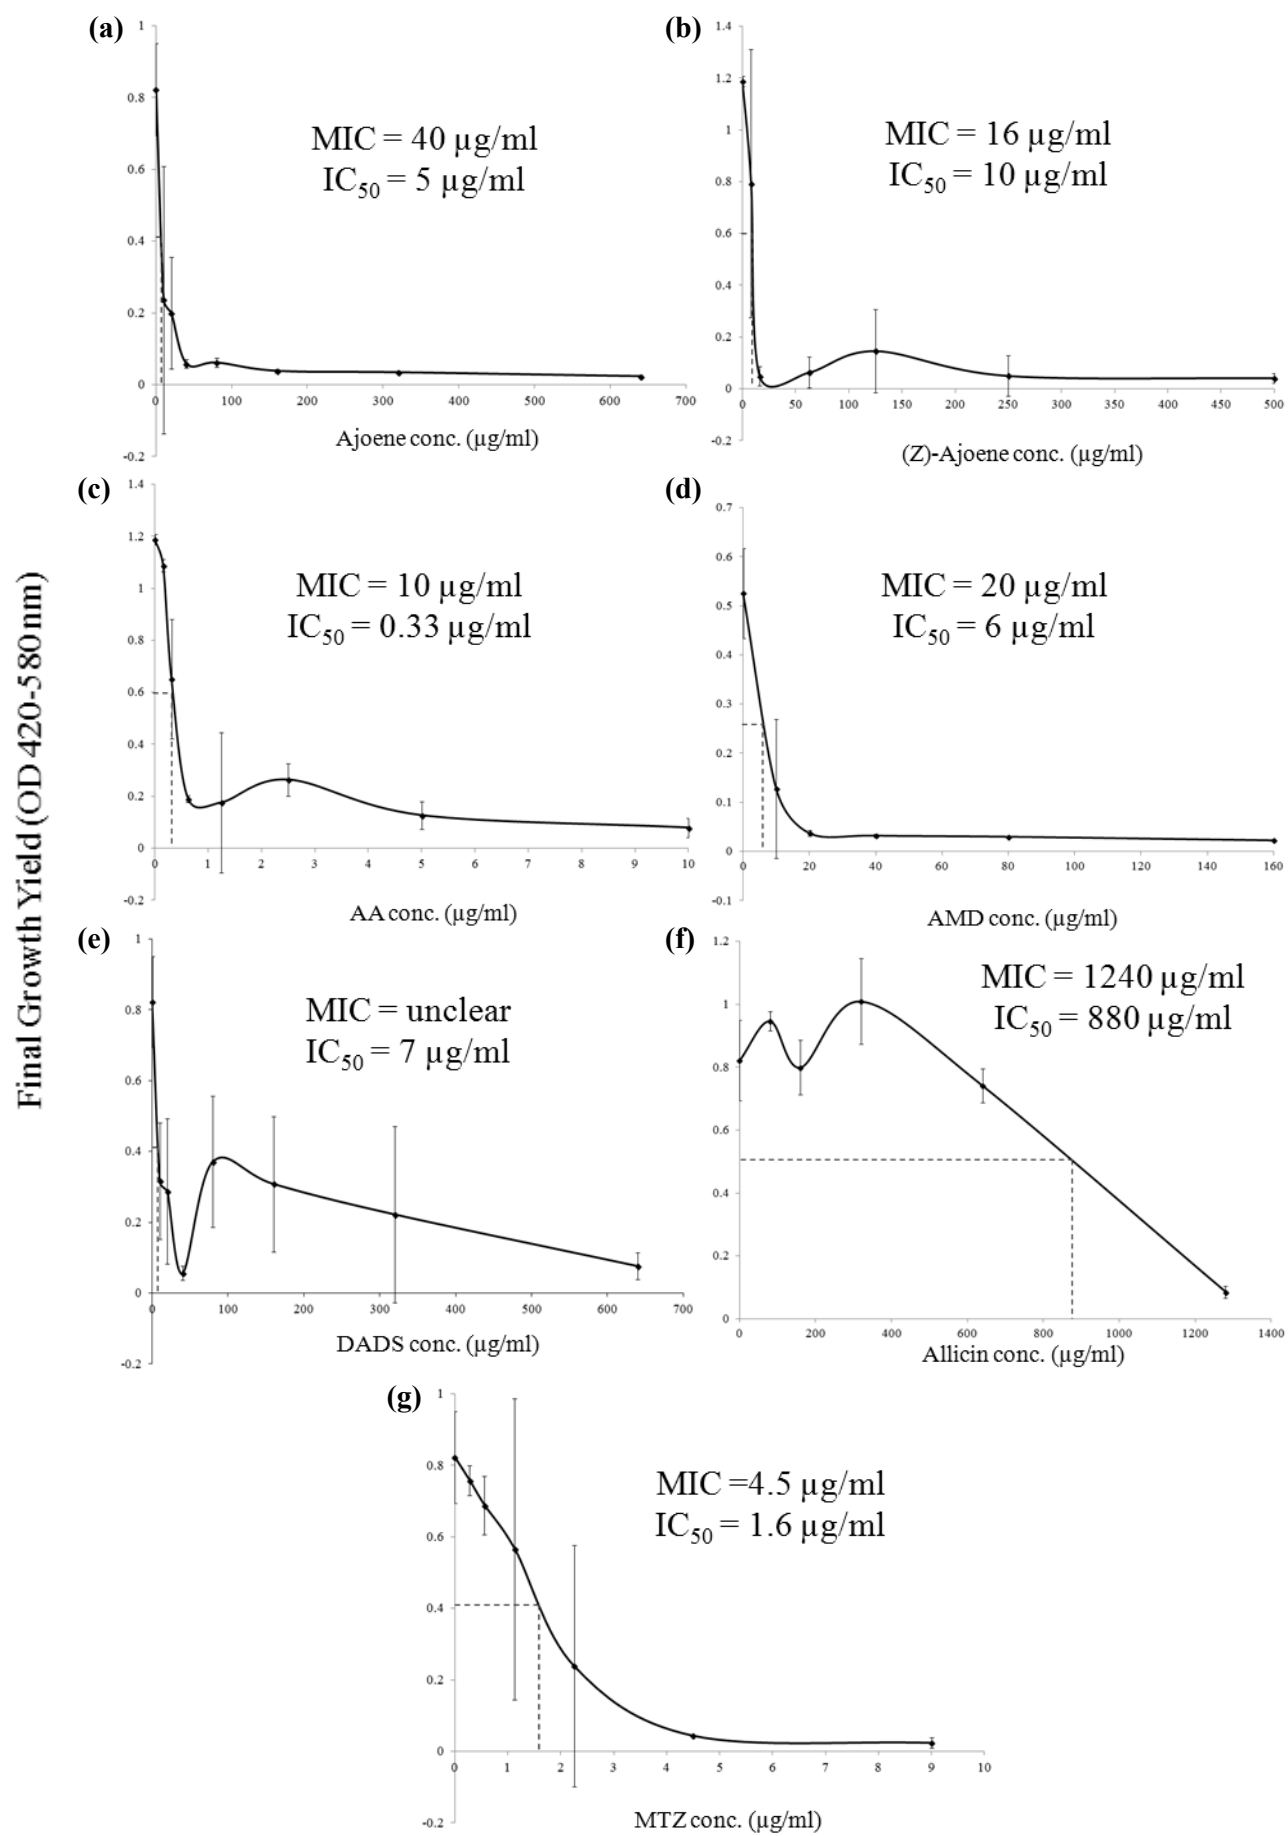 Final Growth Yield (OD 420-580nm)
(a)
1
0.8
0.6
0.4
0.2
0
-0.2
MIC = 40 µg/ml
IC50 = 5 µg/ml
0 100 200 300 400 500 600 700
Ajoene conc. (µg/ml)
(b)
1.4
1.2
1
0.8
0.6
0.4
0.2
0
-0.2
MIC = 16 µg/ml
IC50 = 10 µg/ml
0 50 100 150 200 250 300 350 400 450 500
(Z)-Ajoene conc. (µg/ml)
(c)
1.4
1.2
1
0.8
0.6
0.4
0.2
0
-0.2
MIC = 10 µg/ml
IC50 = 0.33 µg/ml
0 1 2 3 4 5 6 7 8 9 10
AA conc. (µg/ml)
(d)
0.7
0.6
0.5
0.4
0.3
0.2
0.1
0
-0.1
MIC = 20 µg/ml
IC50 = 6 µg/ml
0 20 40 60 80 100 120 140 160
AMD conc. (µg/ml)
(e)
1
0.8
0.6
0.4
0.2
0
-0.2
MIC = unclear
IC50 = 7 µg/ml
0 100 200 300 400 500 600 700
DADS conc. (µg/ml)
(f)
1.2
1
0.8
0.6
0.4
0.2
0
MIC = 1240 µg/ml
IC50 = 880 µg/ml
0 200 400 600 800 1000 1200 1400
Allicin conc. (µg/ml)
(g)
1
0.8
0.6
0.4
0.2
0
-0.2
MIC =4.5 µg/ml
IC50 = 1.6 µg/ml
0 1 2 3 4 5 6 7 8 9 10
MTZ conc. (µg/ml)